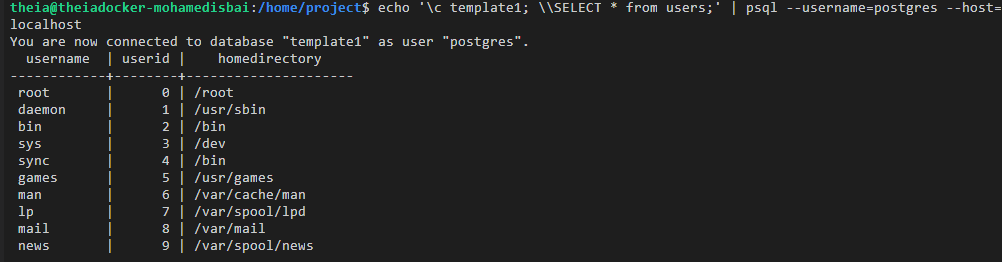 theia@theiadocker-mohamedisbai:/home/project$ echo '\c template1; \\SELECT * from users;' | psql --username=postgres --host=
localhost
You are now connected to database "template1" as user "postgres".
  username  | userid |    homedirectory
------------+--------+---------------------
 root       |      0 | /root
 daemon     |      1 | /usr/sbin
 bin        |      2 | /bin
 sys        |      3 | /dev
 sync       |      4 | /bin
 games      |      5 | /usr/games
 man        |      6 | /var/cache/man
 lp         |      7 | /var/spool/lpd
 mail       |      8 | /var/mail
 news       |      9 | /var/spool/news